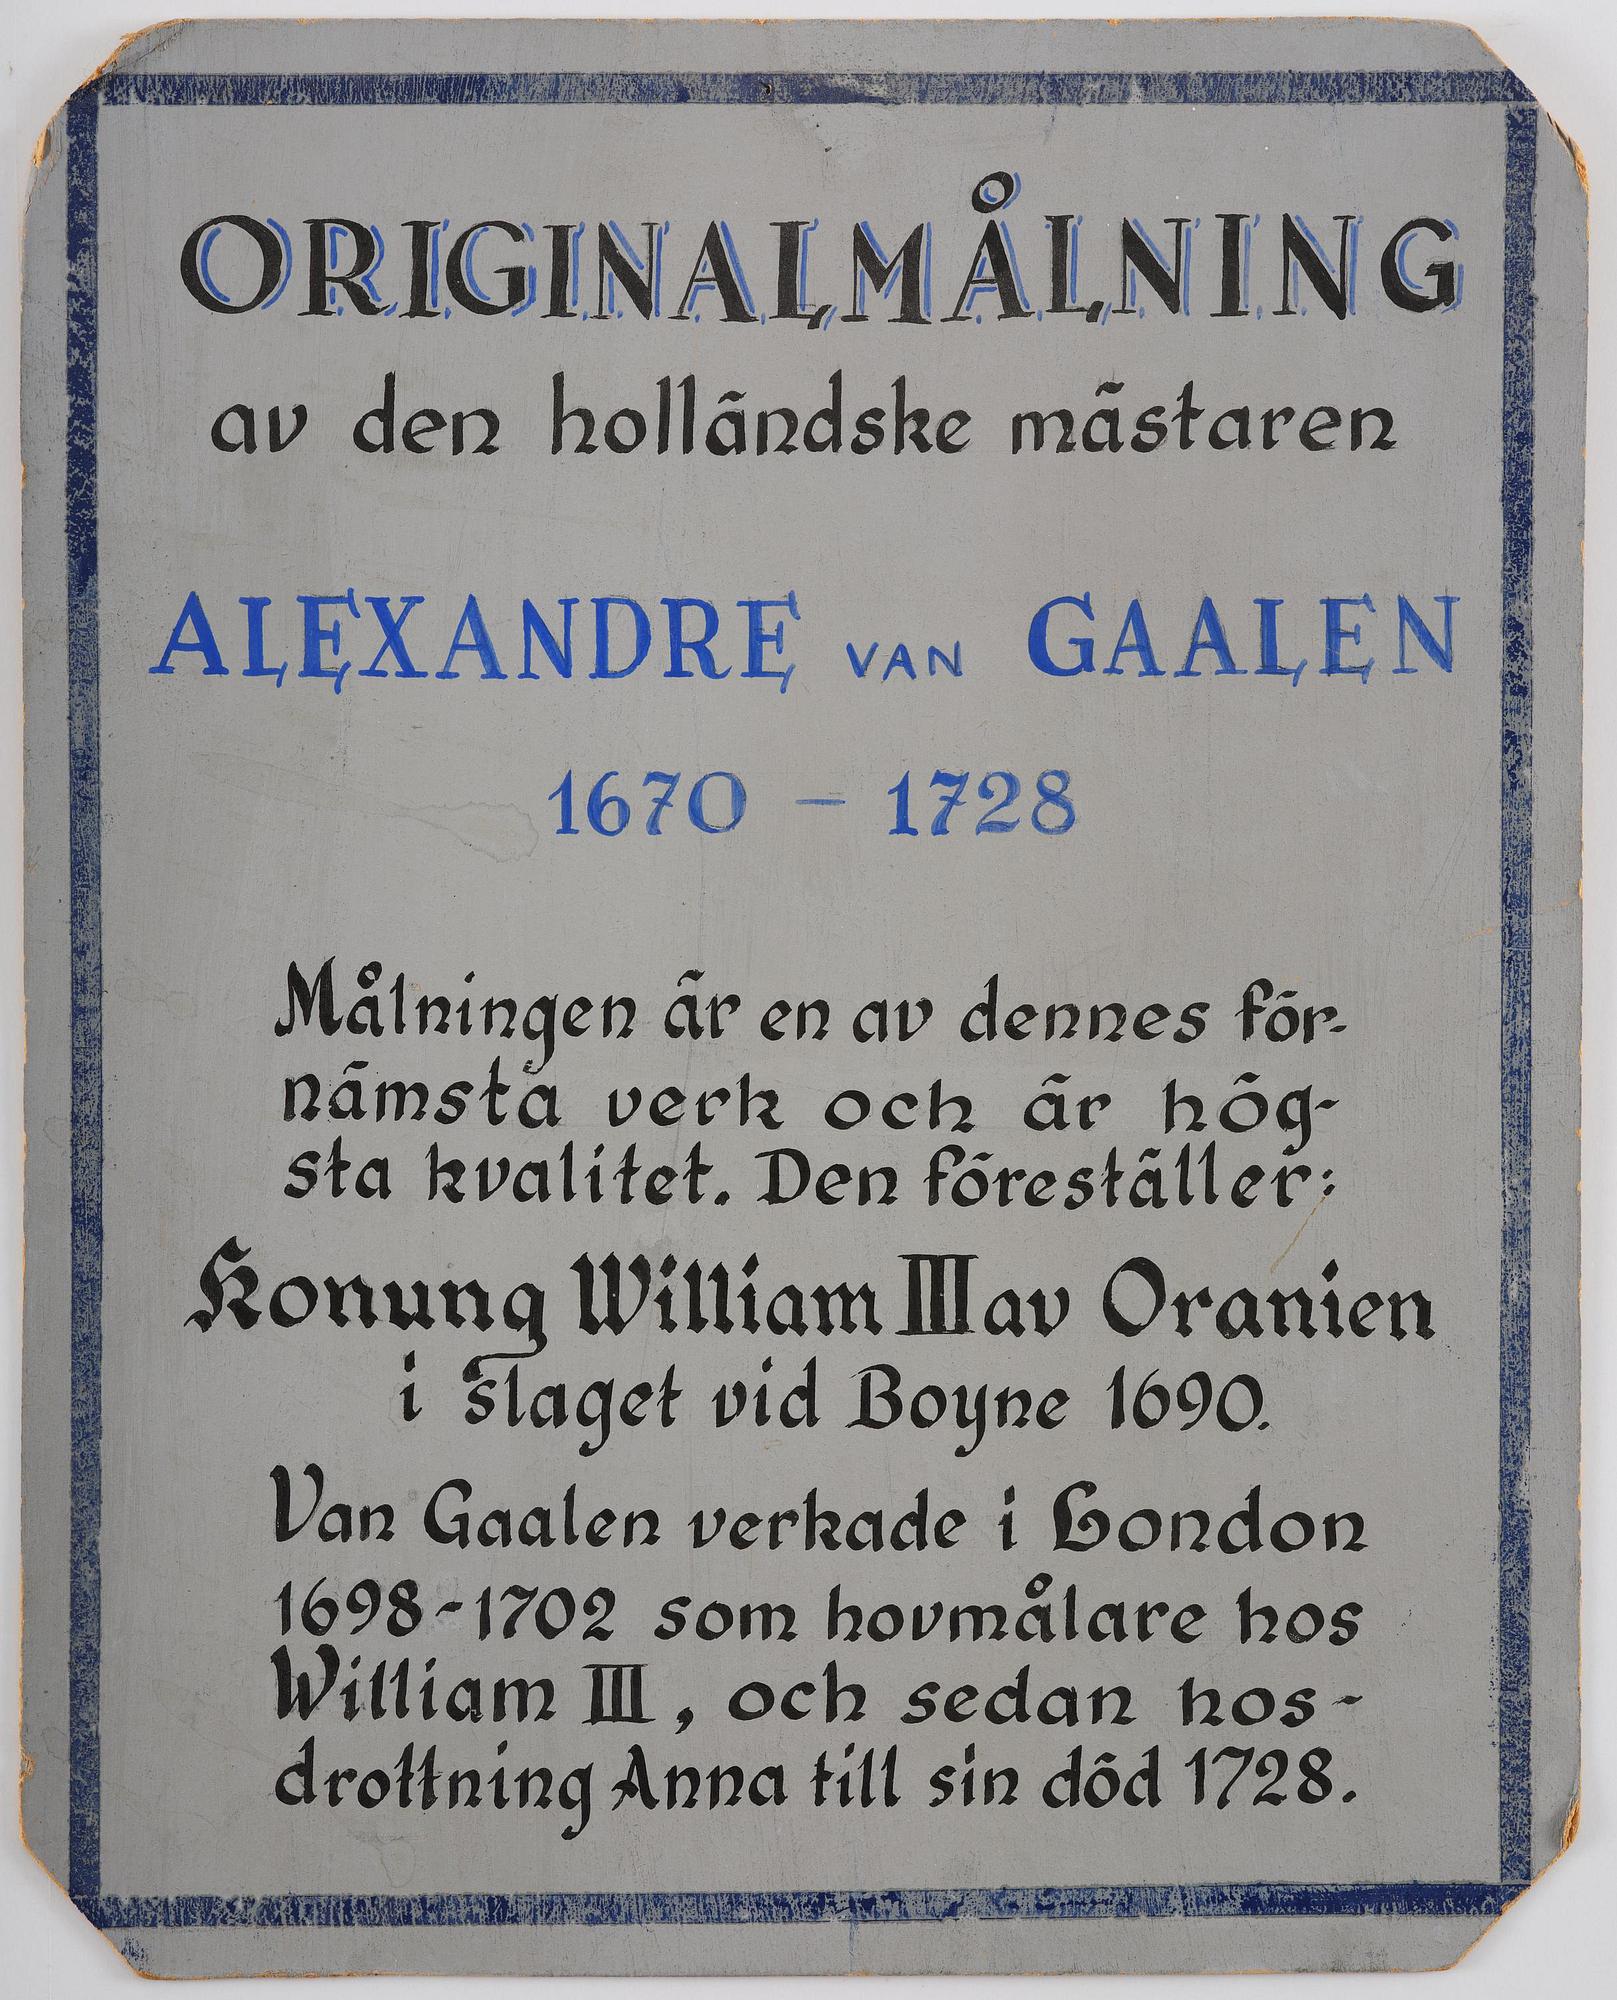 ORIGINALMÅLNING
av den holländske mästaren
ALEXANDRE VAN GAALEN
1670 – 1728
Målningen är en av dennes för-
nämsta verk och är hög-
sta kvalitet. Den föreställer:
Konung William III av Oranien
i slaget vid Boyne 1690.
Van Gaalen verkade i London
1698-1702 som hovmålare hos
William III, och sedan hos-
drottning Anna till sin död 1728.